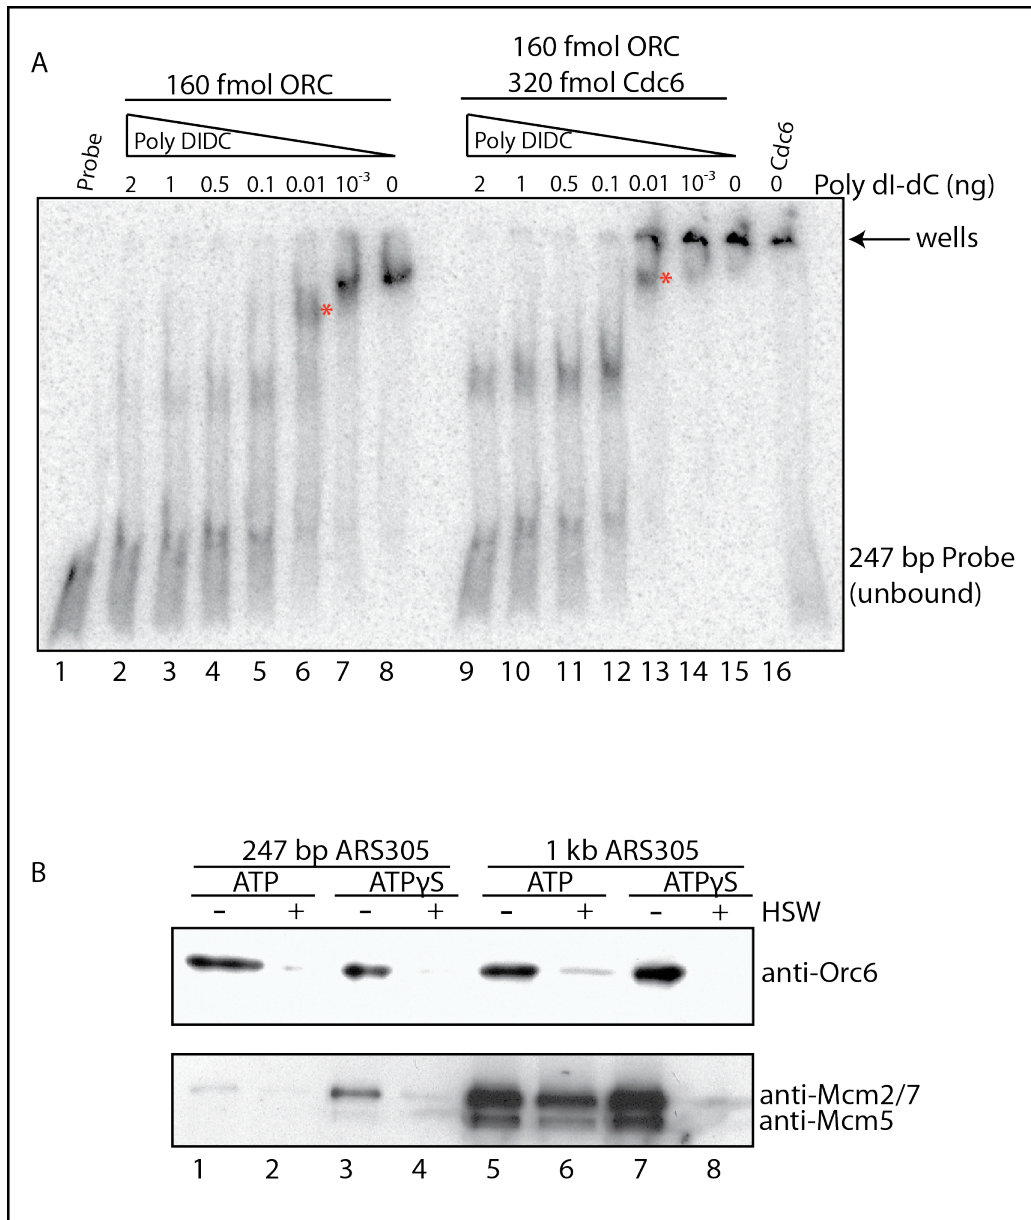 A
160 fmol ORC
160 fmol ORC
320 fmol Cdc6
Probe
Poly DIDC
Poly DIDC
Cdc6
2 1 0.5 0.1 0.01 10⁻³ 0 2 1 0.5 0.1 0.01 10⁻³ 0 0 Poly dI-dC (ng)
wells
*
*
247 bp Probe
(unbound)
1 2 3 4 5 6 7 8 9 10 11 12 13 14 15 16
B
247 bp ARS305 1 kb ARS305
ATP ATPγS ATP ATPγS
– + – + – + – + HSW
anti-Orc6
anti-Mcm2/7
anti-Mcm5
1 2 3 4 5 6 7 8